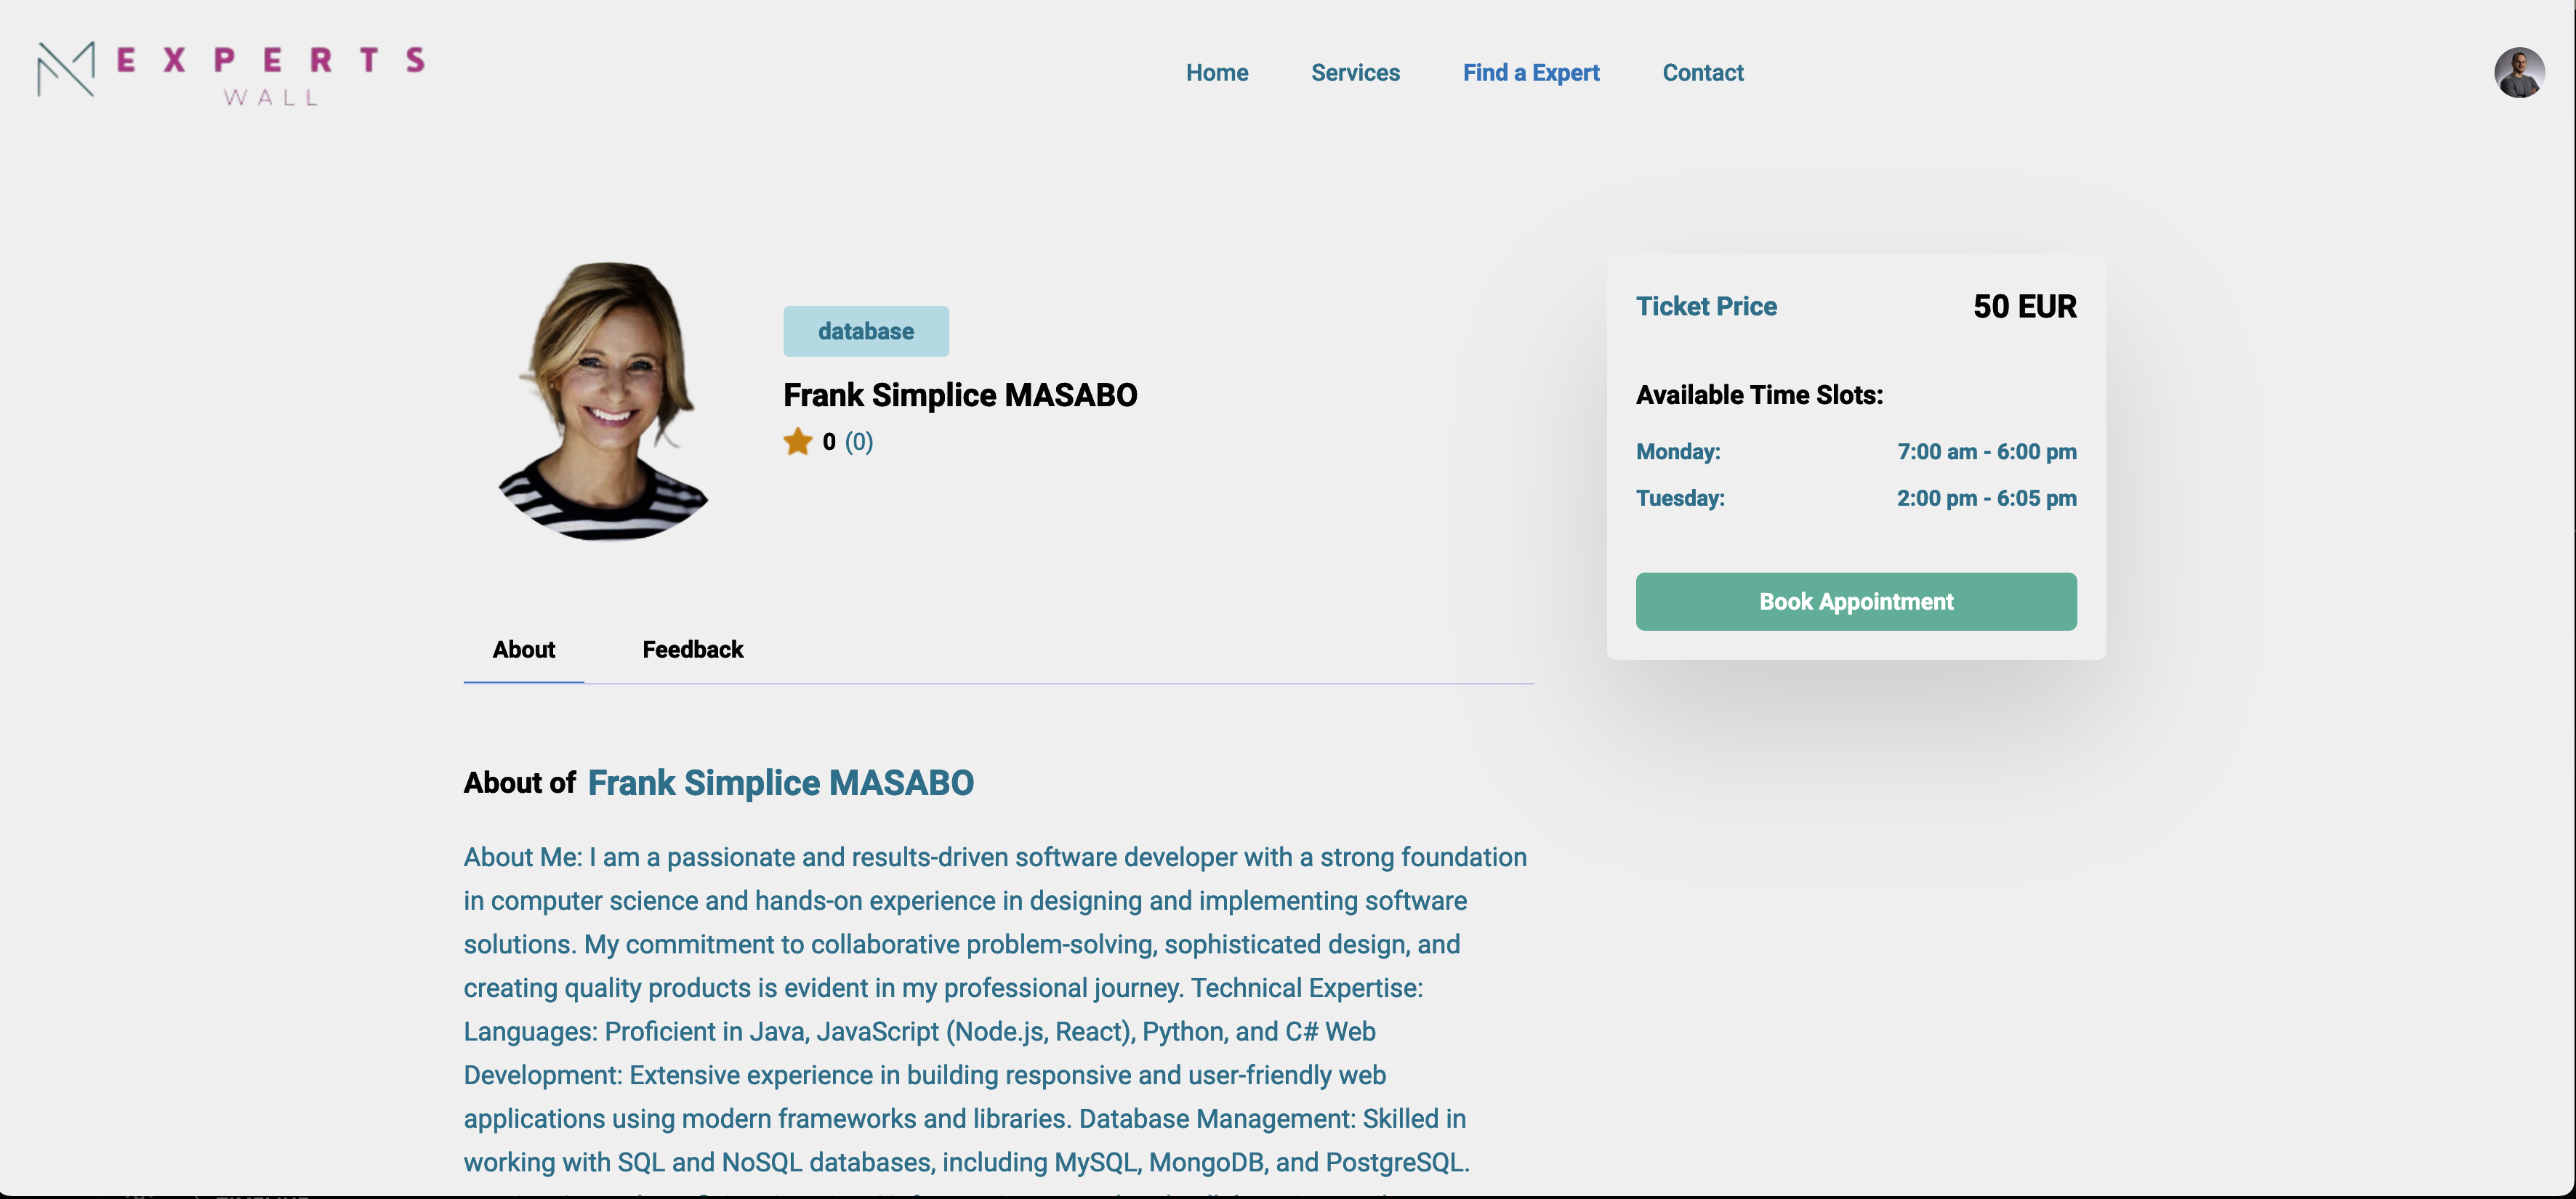 EXPERTS
WALL
Home Services Find a Expert Contact
database
Frank Simplice MASABO
0 (0)
Ticket Price 50 EUR
Available Time Slots:
Monday: 7:00 am - 6:00 pm
Tuesday: 2:00 pm - 6:05 pm
Book Appointment
About Feedback
About of Frank Simplice MASABO
About Me: I am a passionate and results-driven software developer with a strong foundation
in computer science and hands-on experience in designing and implementing software
solutions. My commitment to collaborative problem-solving, sophisticated design, and
creating quality products is evident in my professional journey. Technical Expertise:
Languages: Proficient in Java, JavaScript (Node.js, React), Python, and C# Web
Development: Extensive experience in building responsive and user-friendly web
applications using modern frameworks and libraries. Database Management: Skilled in
working with SQL and NoSQL databases, including MySQL, MongoDB, and PostgreSQL.